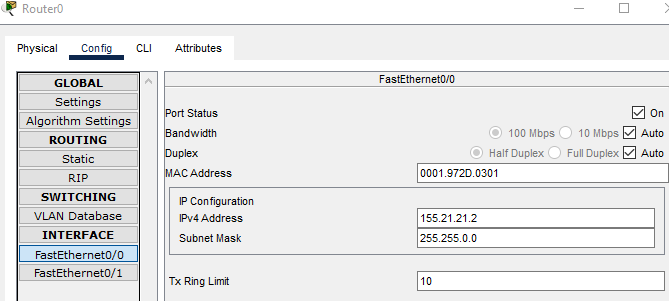 Router0
Physical Config CLI Attributes
GLOBAL
Settings
Algorithm Settings
ROUTING
Static
RIP
SWITCHING
VLAN Database
INTERFACE
FastEthernet0/0
FastEthernet0/1
FastEthernet0/0
Port Status On
Bandwidth 100 Mbps 10 Mbps Auto
Duplex Half Duplex Full Duplex Auto
MAC Address 0001.972D.0301
IP Configuration
IPv4 Address 155.21.21.2
Subnet Mask 255.255.0.0
Tx Ring Limit 10